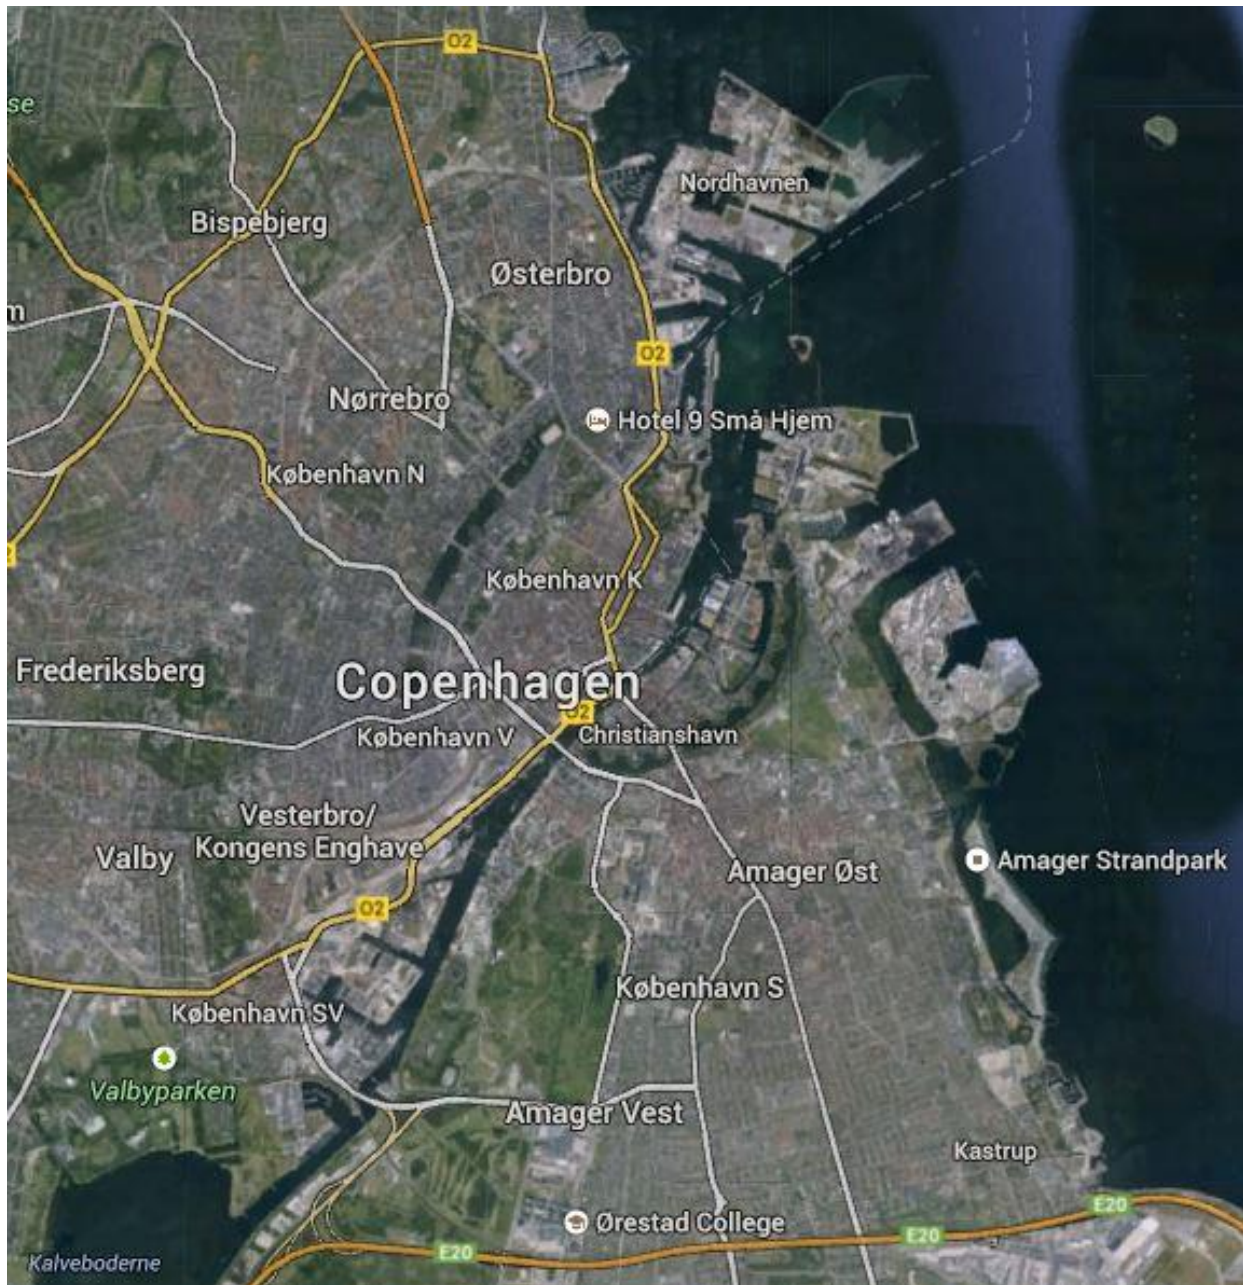 O2
se
Nordhavnen
Bispebjerg
Østerbro
m
O2
Nørrebro
Hotel 9 Små Hjem
København N
København K
Frederiksberg
Copenhagen
O2
København V
Christianshavn
Vesterbro/
Kongens Enghave
Valby
Amager Øst
Amager Strandpark
O2
København S
København SV
Valbyparken
Amager Vest
Kastrup
E20
Ørestad College
E20
E20
Kalveboderne